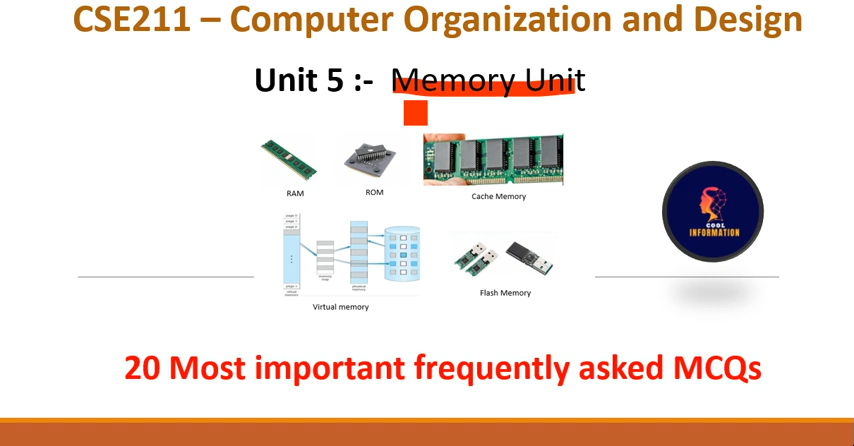 CSE211 – Computer Organization and Design
Unit 5 :- Memory Unit
RAM
ROM
Cache Memory
COOL
INFORMATION
Virtual memory
Flash Memory
20 Most important frequently asked MCQs